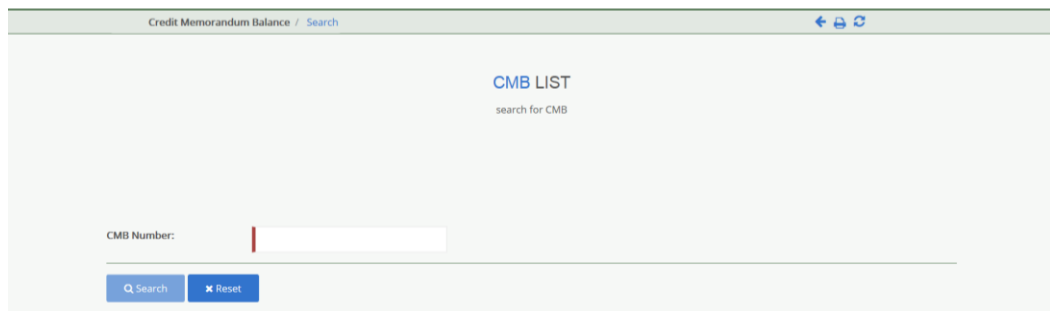 Credit Memorandum Balance / Search
CMB LIST
search for CMB
CMB Number:
Search Reset